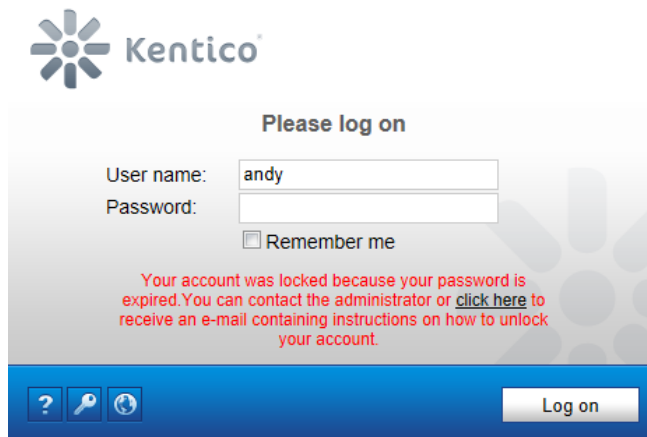 Kentico
Please log on
User name: andy
Password:
Remember me
Your account was locked because your password is
expired.You can contact the administrator or click here to
receive an e-mail containing instructions on how to unlock
your account.
? Log on